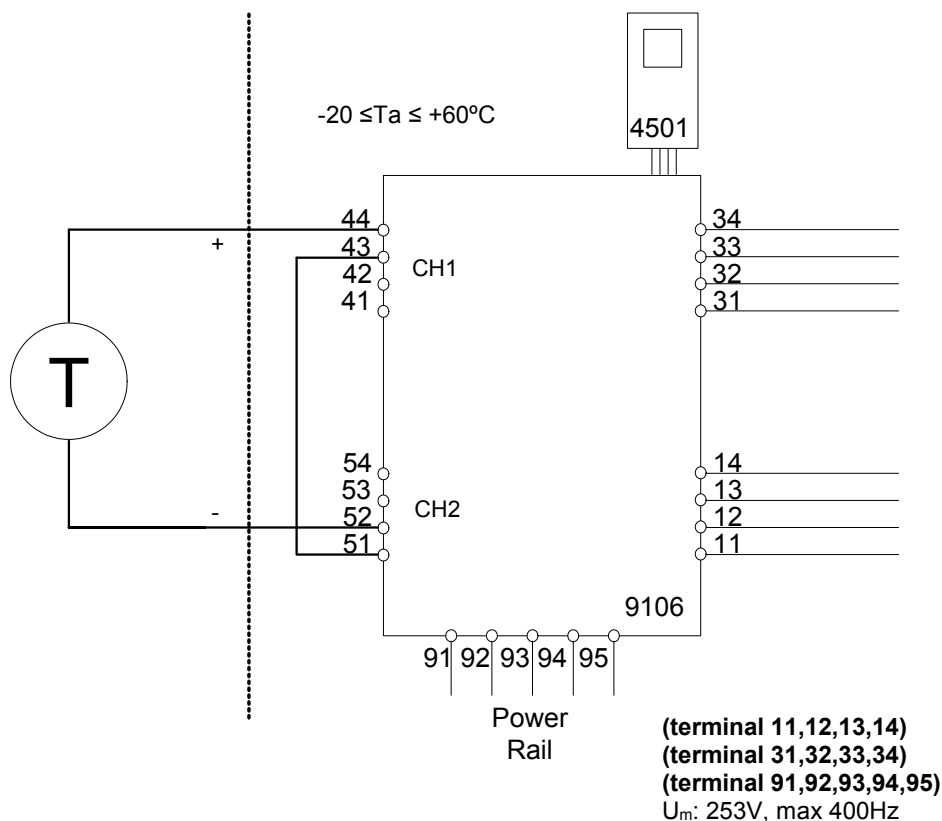 -20 ≤Ta ≤ +60ºC
4501
44
+
43
CH1
42
41
34
33
32
31
T
54
53
CH2
52
-
51
14
13
12
11
9106
91 92 93 94 95
Power
Rail
(terminal 11,12,13,14)
(terminal 31,32,33,34)
(terminal 91,92,93,94,95)
Um: 253V, max 400Hz